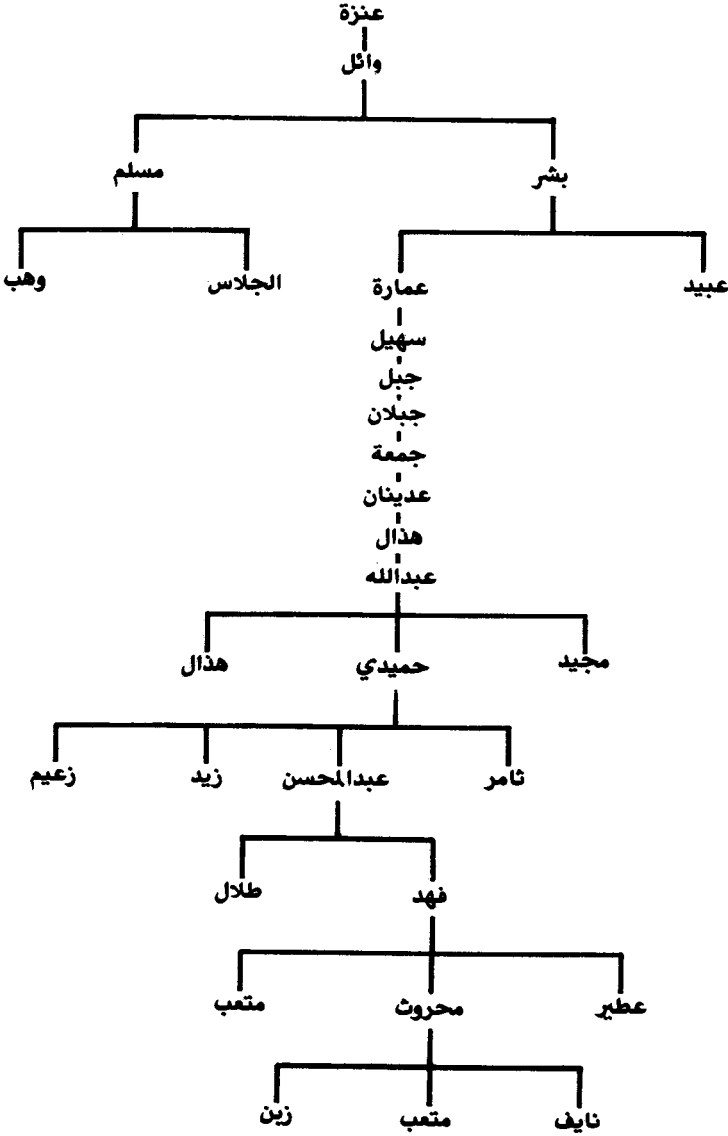 عنزة
وائل
بشر مسلم
عبيد عمارة الجلاس وهب
سهيل
جبل
جبلان
جمعة
عدينان
هذال
عبدالله
مجيد حميدي هذال
ثامر عبدالمحسن زيد زعيم
فهد طلال
عطير محروث متعب
نايف متعب زين